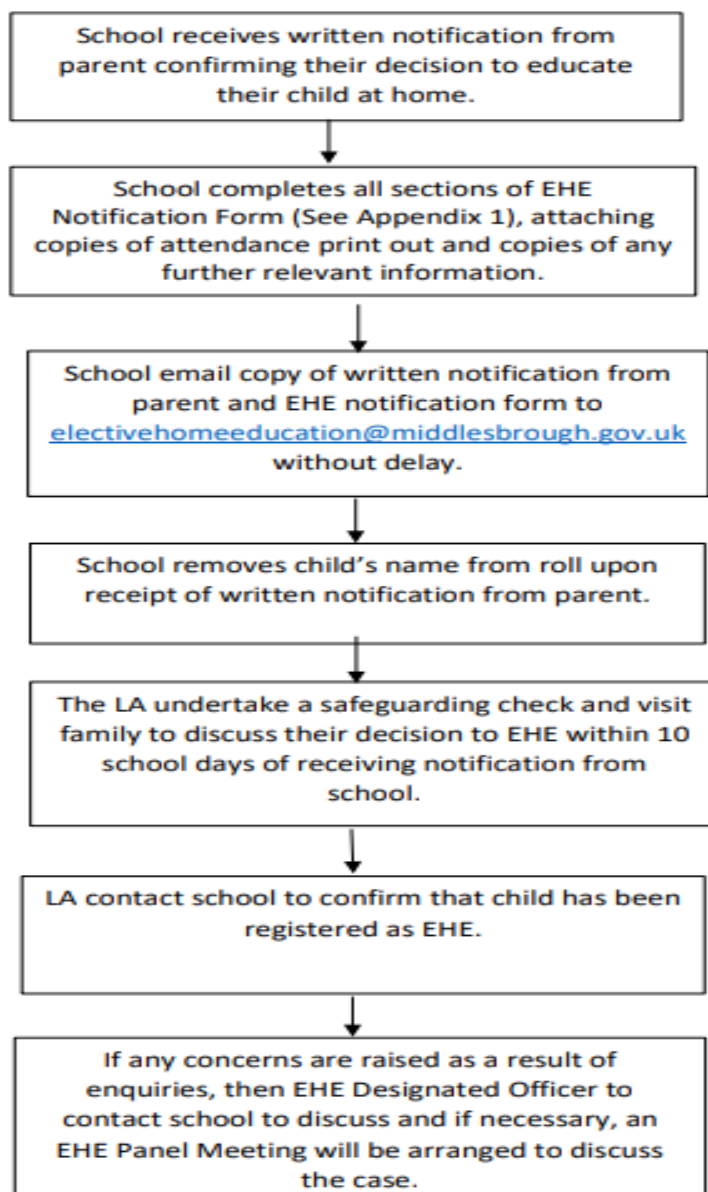 School receives written notification from
parent confirming their decision to educate
their child at home.
School completes all sections of EHE
Notification Form (See Appendix 1), attaching
copies of attendance print out and copies of any
further relevant information.
School email copy of written notification from
parent and EHE notification form to
electivehomeeducation@middlesbrough.gov.uk
without delay.
School removes child's name from roll upon
receipt of written notification from parent.
The LA undertake a safeguarding check and visit
family to discuss their decision to EHE within 10
school days of receiving notification from
school.
LA contact school to confirm that child has been
registered as EHE.
If any concerns are raised as a result of
enquiries, then EHE Designated Officer to
contact school to discuss and if necessary, an
EHE Panel Meeting will be arranged to discuss
the case.